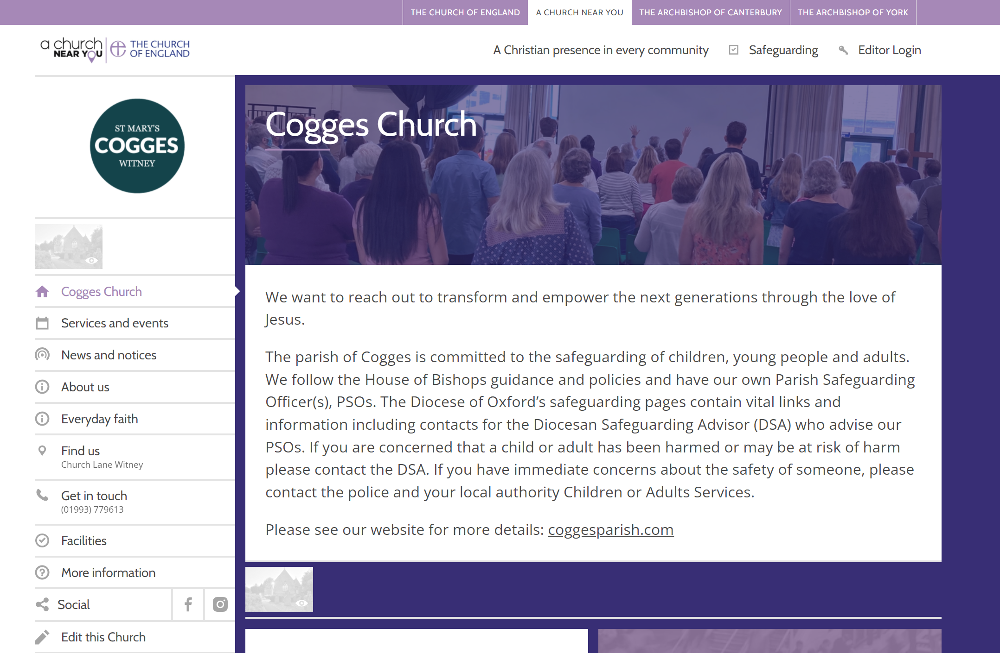 THE CHURCH OF ENGLAND
A CHURCH NEAR YOU
THE ARCHBISHOP OF CANTERBURY
THE ARCHBISHOP OF YORK
a church
NEAR YOU
THE CHURCH
OF ENGLAND
A Christian presence in every community
Safeguarding
Editor Login
ST MARY'S
COGGES
WITNEY
Cogges Church
Services and events
News and notices
About us
Everyday faith
Find us
Church Lane Witney
Get in touch
(01993) 779613
Facilities
More information
Social
Edit this Church
Cogges Church
We want to reach out to transform and empower the next generations through the love of
Jesus.
The parish of Cogges is committed to the safeguarding of children, young people and adults.
We follow the House of Bishops guidance and policies and have our own Parish Safeguarding
Officer(s), PSOs. The Diocese of Oxford’s safeguarding pages contain vital links and
information including contacts for the Diocesan Safeguarding Advisor (DSA) who advise our
PSOs. If you are concerned that a child or adult has been harmed or may be at risk of harm
please contact the DSA. If you have immediate concerns about the safety of someone, please
contact the police and your local authority Children or Adults Services.
Please see our website for more details: coggesparish.com